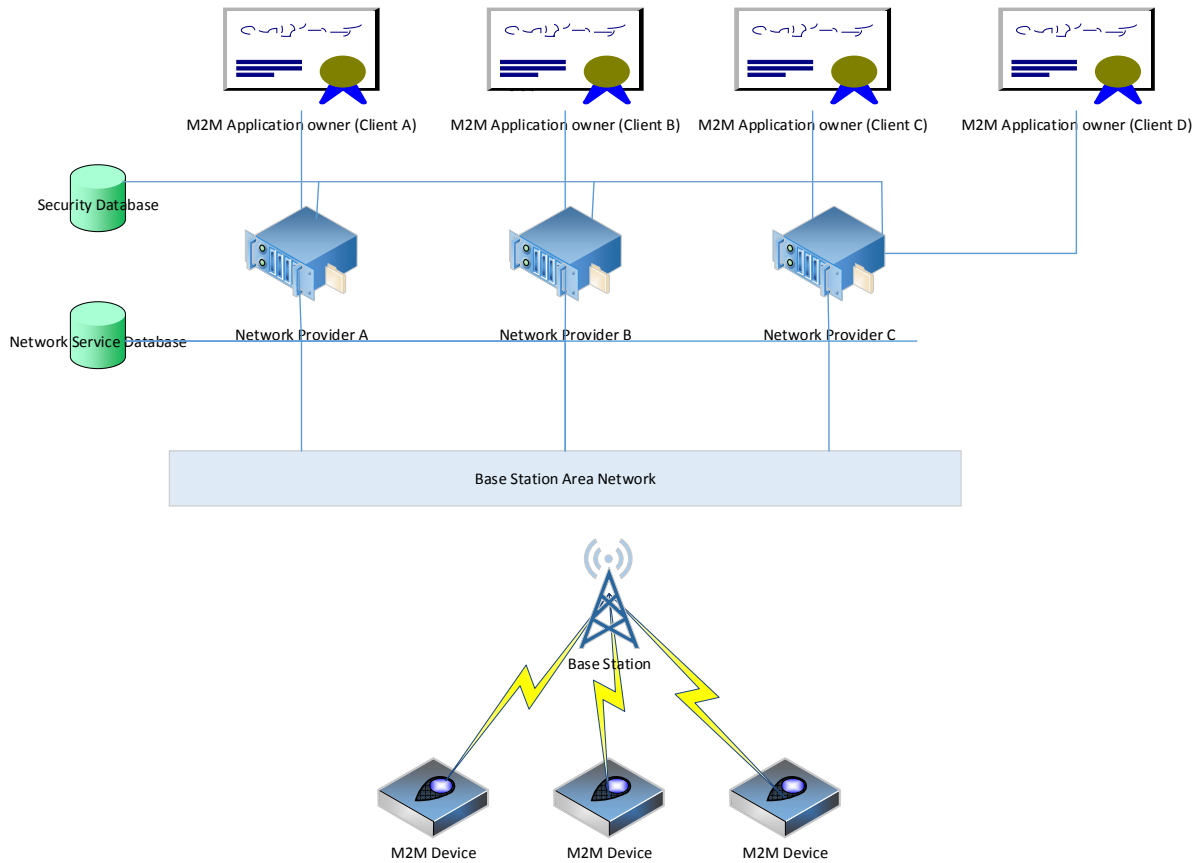 M2M Application owner (Client A)
M2M Application owner (Client B)
M2M Application owner (Client C)
M2M Application owner (Client D)
Security Database
Network Provider A
Network Provider B
Network Provider C
Network Service Database
Base Station Area Network
Base Station
M2M Device
M2M Device
M2M Device